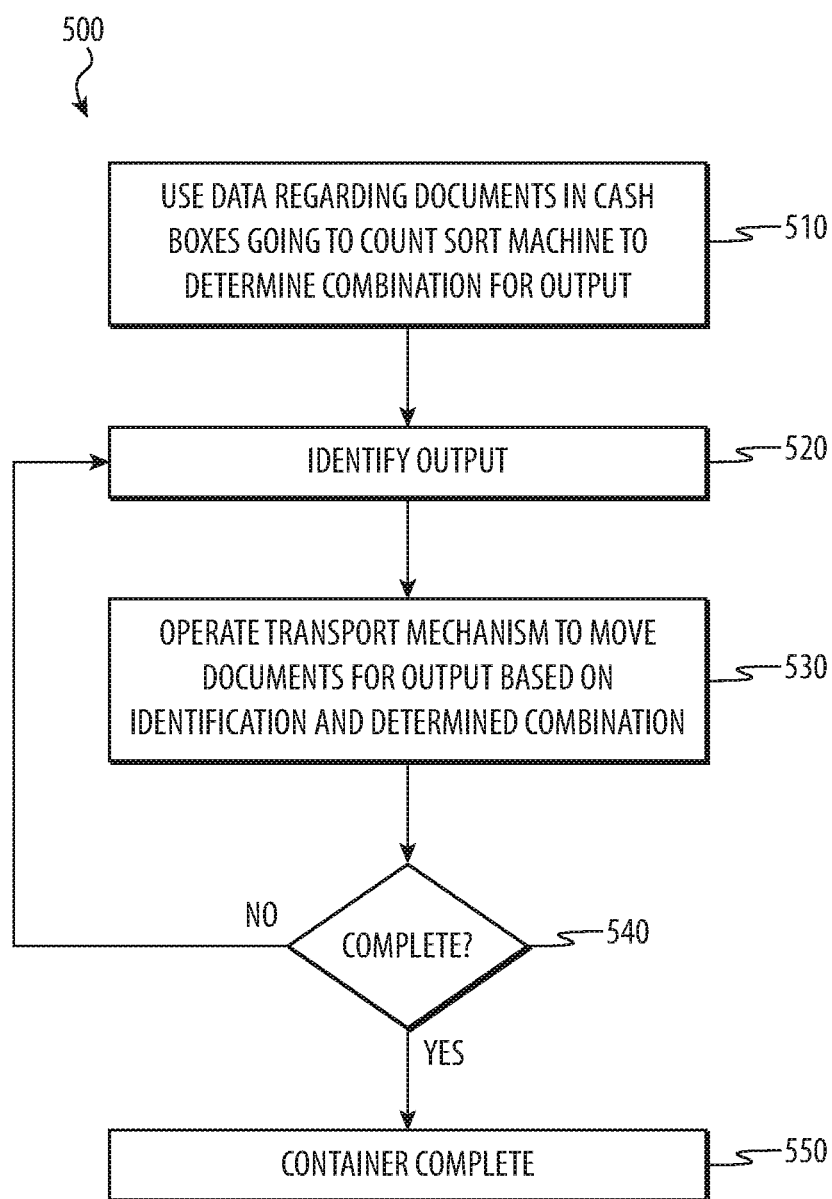 500
USE DATA REGARDING DOCUMENTS IN CASH
BOXES GOING TO COUNT SORT MACHINE TO
DETERMINE COMBINATION FOR OUTPUT
510
IDENTIFY OUTPUT
520
OPERATE TRANSPORT MECHANISM TO MOVE
DOCUMENTS FOR OUTPUT BASED ON
IDENTIFICATION AND DETERMINED COMBINATION
530
NO
COMPLETE?
540
YES
CONTAINER COMPLETE
550